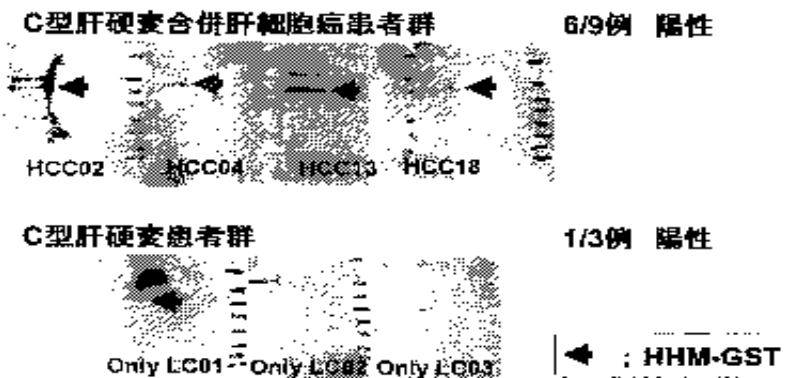 C型肝硬変合併肝細胞癌患者群 6/9例 陽性
HCC02 HCC04 HCC13 HCC18
C型肝硬変患者群 1/3例 陽性
Only LC01 Only LC02 Only LC03
: HHM-GST